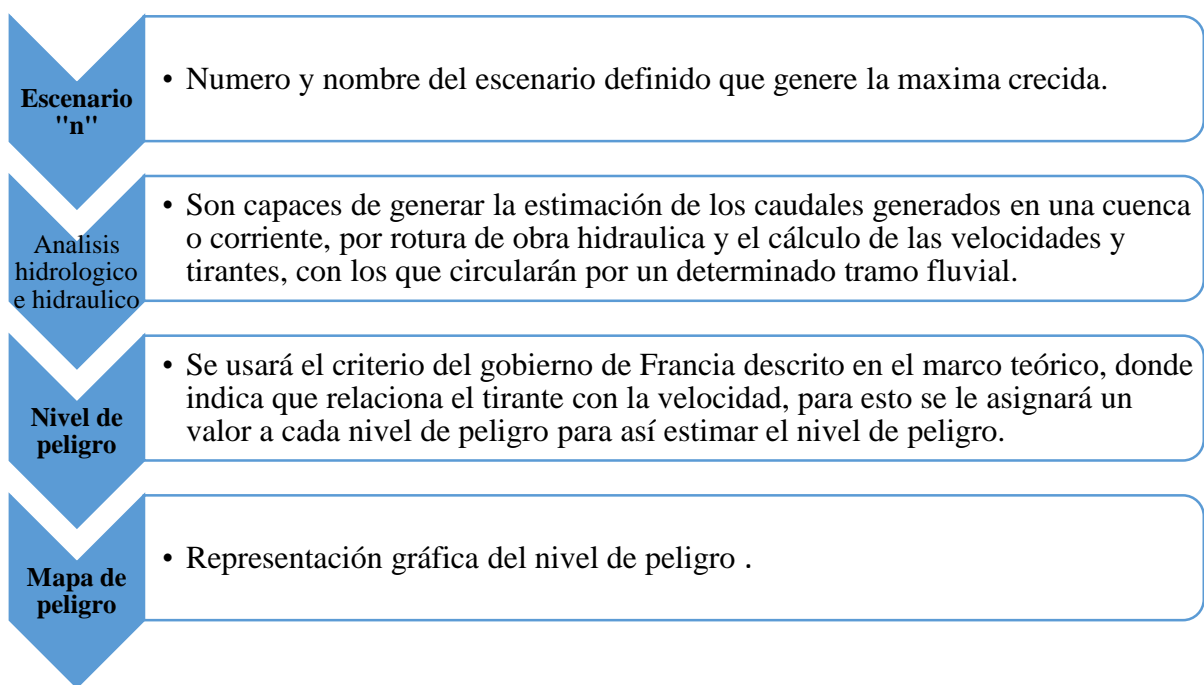 Escenario
"n"
• Numero y nombre del escenario definido que genere la maxima crecida.
Analisis
hidrologico
e hidraulico
• Son capaces de generar la estimación de los caudales generados en una cuenca
o corriente, por rotura de obra hidraulica y el cálculo de las velocidades y
tirantes, con los que circularán por un determinado tramo fluvial.
Nivel de
peligro
• Se usará el criterio del gobierno de Francia descrito en el marco teórico, donde
indica que relaciona el tirante con la velocidad, para esto se le asignará un
valor a cada nivel de peligro para así estimar el nivel de peligro.
Mapa de
peligro
• Representación gráfica del nivel de peligro .